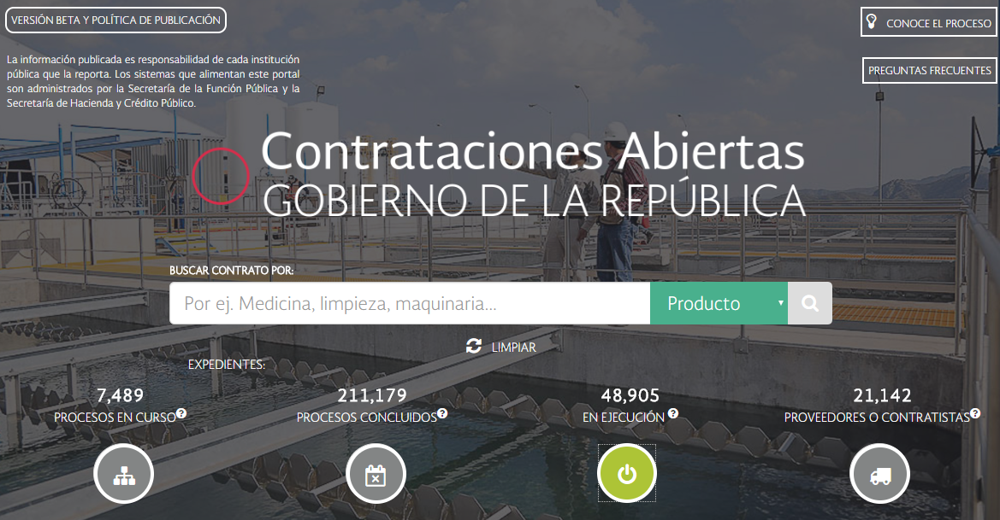 VERSIÓN BETA Y POLÍTICA DE PUBLICACIÓN
CONOCE EL PROCESO
La información publicada es responsabilidad de cada institución
pública que la reporta. Los sistemas que alimentan este portal
son administrados por la Secretaría de la Función Pública y la
Secretaría de Hacienda y Crédito Público.
PREGUNTAS FRECUENTES
Contrataciones Abiertas
GOBIERNO DE LA REPÚBLICA
BUSCAR CONTRATO POR:
Por ej. Medicina, limpieza, maquinaria...
Producto
LIMPIAR
EXPEDIENTES:
7,489
PROCESOS EN CURSO
211,179
PROCESOS CONCLUIDOS
48,905
EN EJECUCIÓN
21,142
PROVEEDORES O CONTRATISTAS